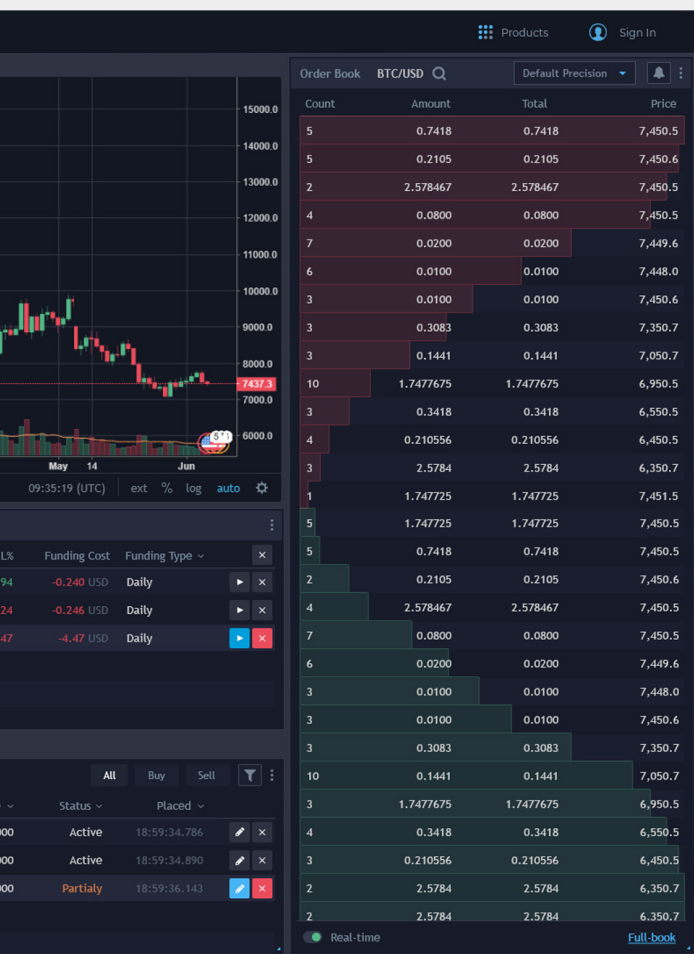 Products
Sign In
Order Book BTC/USD
Default Precision
Count Amount Total Price
5 0.7418 0.7418 7,450.5
5 0.2105 0.2105 7,450.6
2 2.578467 2.578467 7,450.5
4 0.0800 0.0800 7,450.5
7 0.0200 0.0200 7,449.6
6 0.0100 0.0100 7,448.0
3 0.0100 0.0100 7,450.6
3 0.3083 0.3083 7,350.7
3 0.1441 0.1441 7,050.7
10 1.7477675 1.7477675 6,950.5
3 0.3418 0.3418 6,550.5
4 0.210556 0.210556 6,450.5
3 2.5784 2.5784 6,350.7
1 1.747725 1.747725 7,451.5
5 1.747725 1.747725 7,450.5
5 0.7418 0.7418 7,450.5
2 0.2105 0.2105 7,450.6
4 2.578467 2.578467 7,450.5
7 0.0800 0.0800 7,450.5
6 0.0200 0.0200 7,449.6
3 0.0100 0.0100 7,448.0
3 0.0100 0.0100 7,450.6
3 0.3083 0.3083 7,350.7
10 0.1441 0.1441 7,050.7
3 1.7477675 1.7477675 6,950.5
4 0.3418 0.3418 6,550.5
3 0.210556 0.210556 6,450.5
2 2.5784 2.5784 6,350.7
2 2.5784 2.5784 6.350.7
Real-time
Full-book
15000.0
14000.0
13000.0
12000.0
11000.0
10000.0
9000.0
8000.0
7437.3
7000.0
6000.0
May 14 Jun
09:35:19 (UTC) ext % log auto
L% Funding Cost Funding Type
94 -0.240 USD Daily
24 -0.246 USD Daily
47 -4.47 USD Daily
All Buy Sell
Status Placed
000 Active 18:59:34.786
000 Active 18:59:34.890
000 Partialy 18:59:36.143